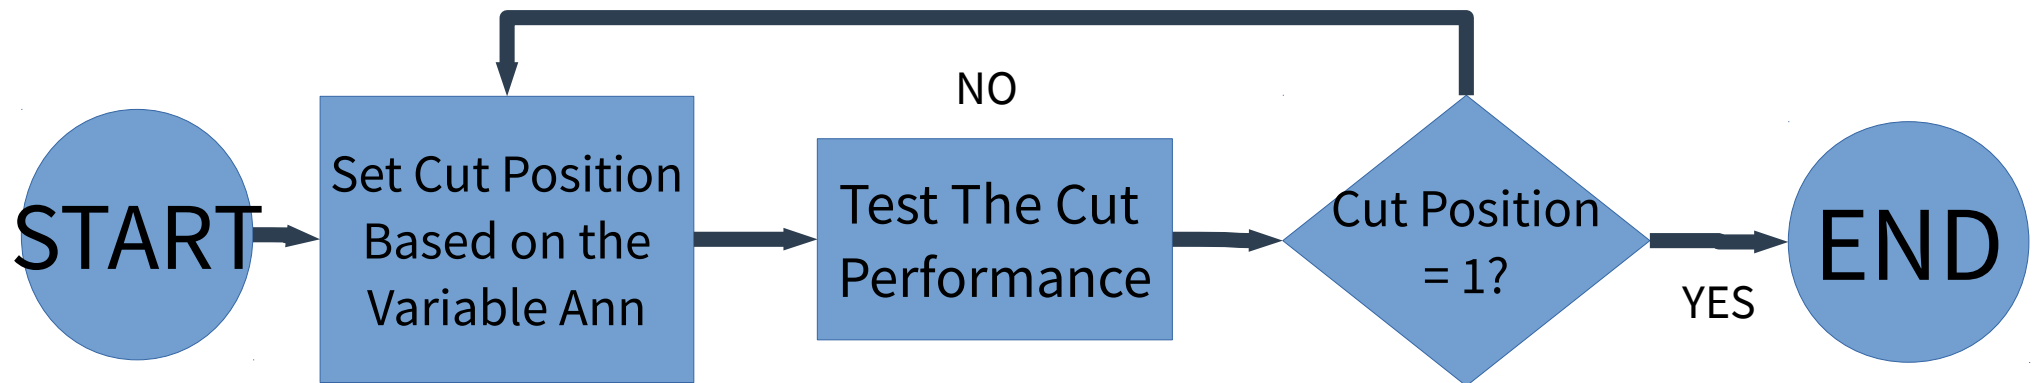 START
Set Cut Position
Based on the
Variable Ann
NO
Test The Cut
Performance
Cut Position
= 1?
YES
END